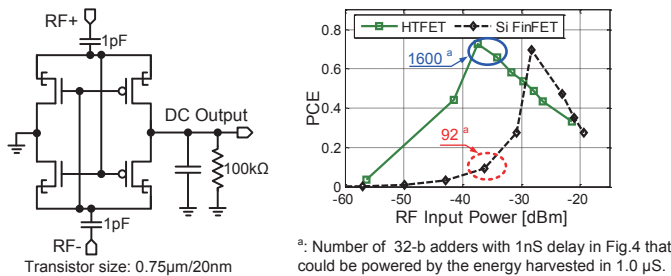 RF+
1pF
DC Output
100kΩ
1pF
RF-
Transistor size: 0.75µm/20nm
HTFET
Si FinFET
1600 a
92 a
PCE
0.8
0.6
0.4
0.2
0
-60
-50
-40
-30
-20
-10
RF Input Power [dBm]
a: Number of 32-b adders with 1nS delay in Fig.4 that
could be powered by the energy harvested in 1.0 µS.